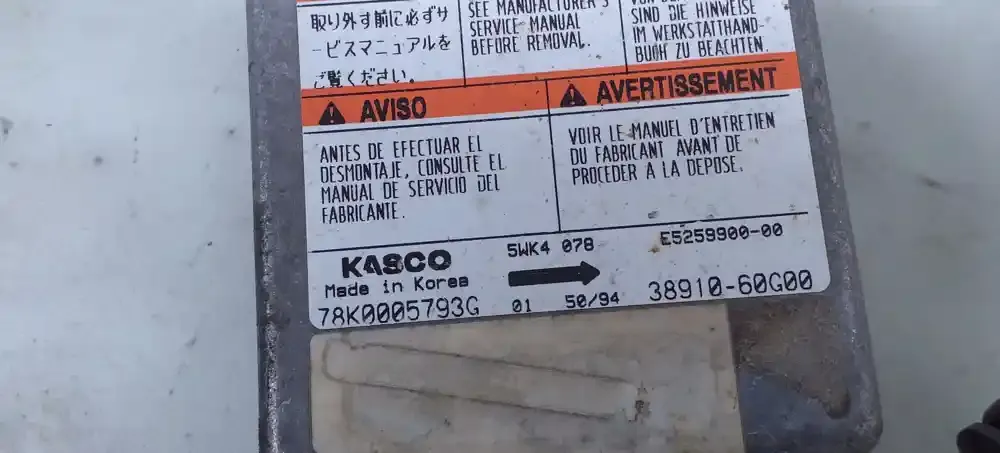 取り外す前に必ずサ
ービスマニュアルを
ご覧ください。
SEE MANUFACTURER'S
SERVICE MANUAL
BEFORE REMOVAL.
SIND DIE HINWEISE
IM WERKSTATTHAND-
BUCH ZU BEACHTEN.
AVISO
ANTES DE EFECTUAR EL
DESMONTAJE, CONSULTE EL
MANUAL DE SERVICIO DEL
FABRICANTE.
AVERTISSEMENT
VOIR LE MANUEL D'ENTRETIEN
DU FABRICANT AVANT DE
PROCEDER A LA DEPOSE.
KASCO
Made in Korea
78K0005793G
5WK4 078
01 50/94
E5259900-00
38910-60G00